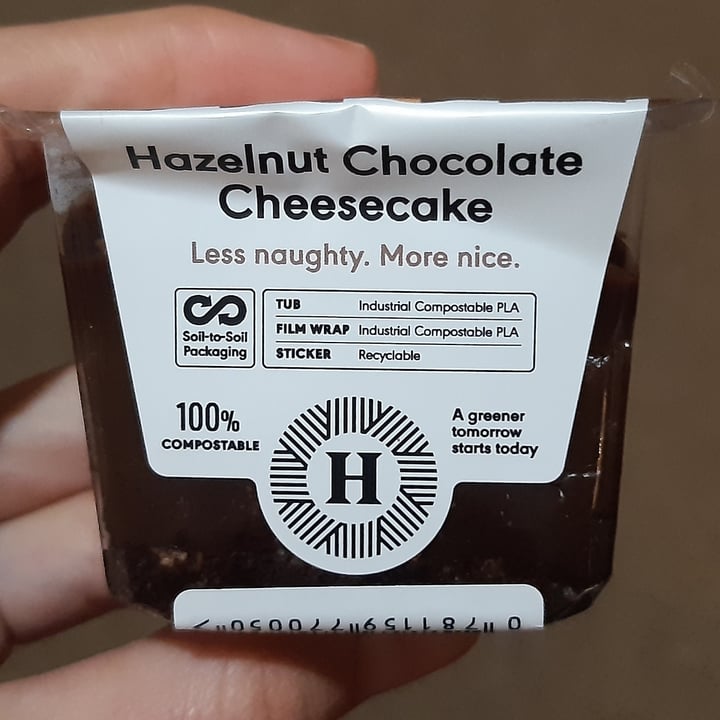 Hazelnut Chocolate
Cheesecake
Less naughty. More nice.
Soil-to-Soil
Packaging
TUB Industrial Compostable PLA
FILM WRAP Industrial Compostable PLA
STICKER Recyclable
100%
COMPOSTABLE
H
A greener
tomorrow
starts today